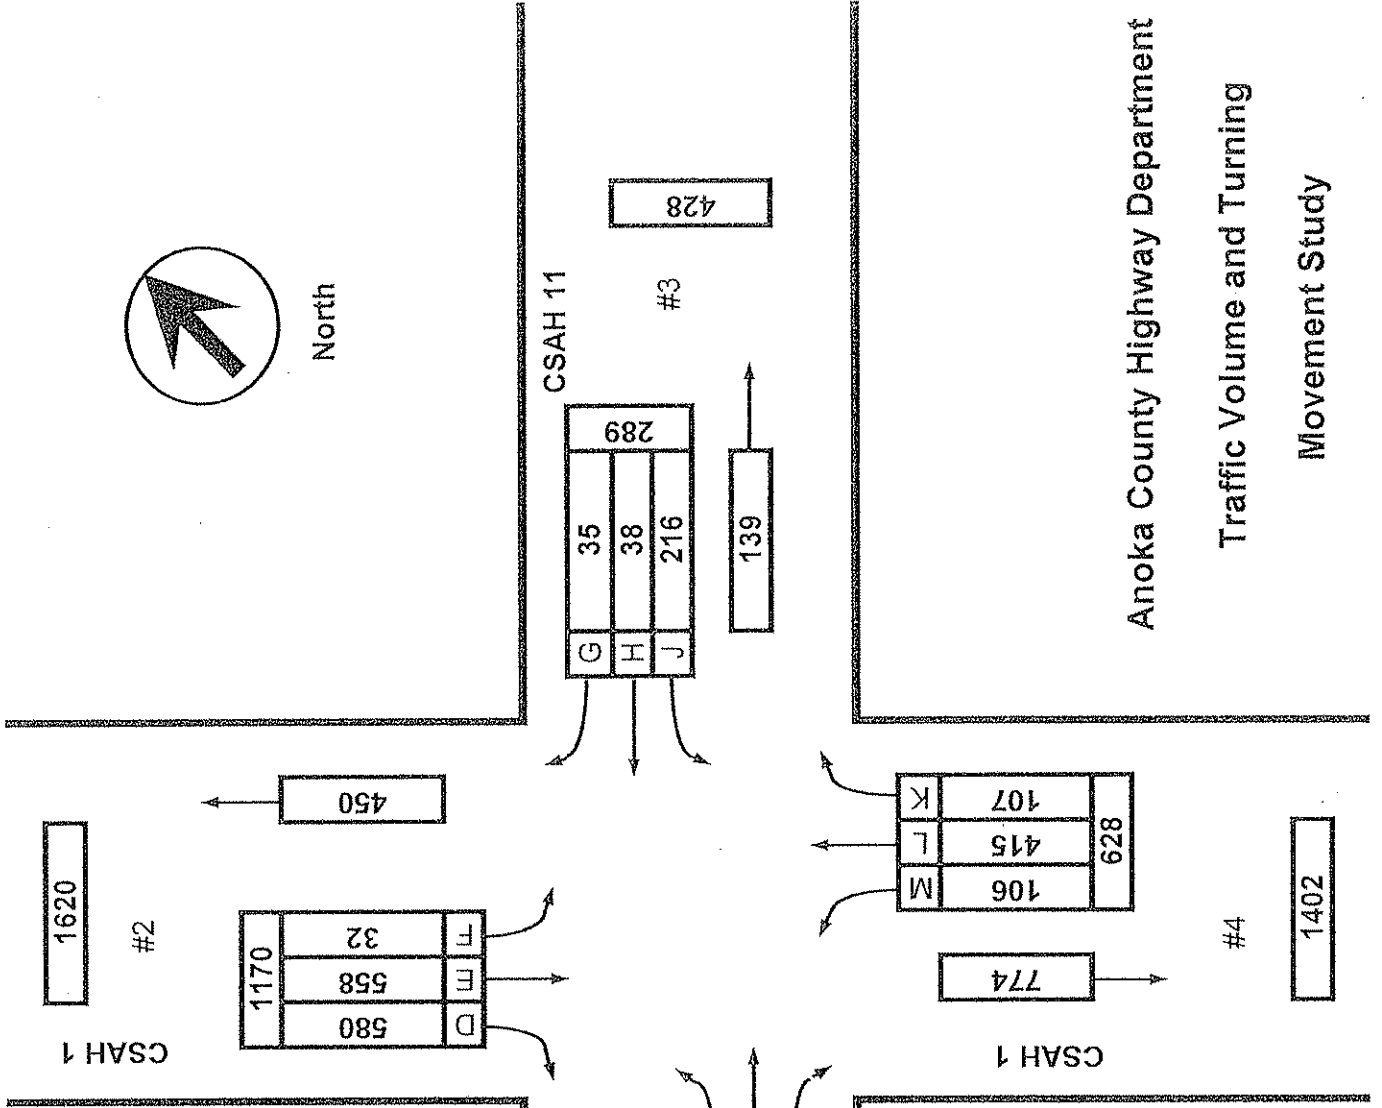 North
CSAH 11
#3
428
289
G 35
H 38
J 216
139
CSAH 1
#2
1620
450
1170
D 580
E 558
F 32
K 107
L 415
M 106
628
774
#4
1402
CSAH 1
Anoka County Highway Department
Traffic Volume and Turning
Movement Study